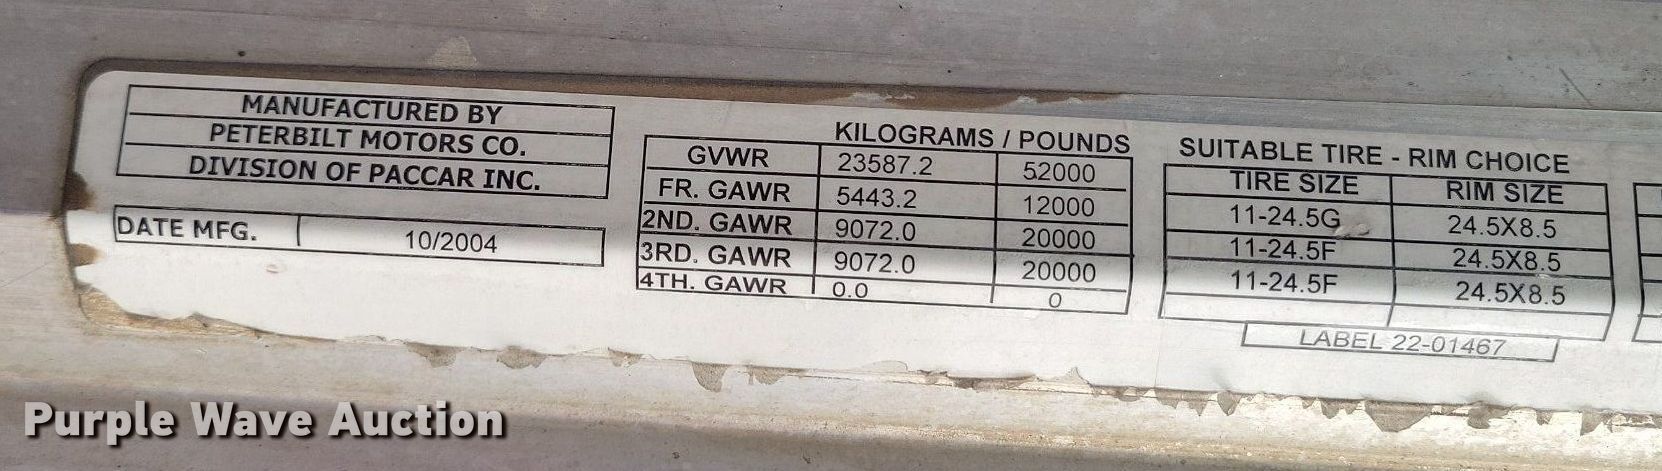 MANUFACTURED BY
PETERBILT MOTORS CO.
DIVISION OF PACCAR INC.
DATE MFG. 10/2004
KILOGRAMS / POUNDS
GVWR 23587.2 52000
FR. GAWR 5443.2 12000
2ND. GAWR 9072.0 20000
3RD. GAWR 9072.0 20000
4TH. GAWR 0.0 0
SUITABLE TIRE - RIM CHOICE
TIRE SIZE RIM SIZE
11-24.5G 24.5X8.5
11-24.5F 24.5X8.5
11-24.5F 24.5X8.5
LABEL 22-01467
Purple Wave Auction